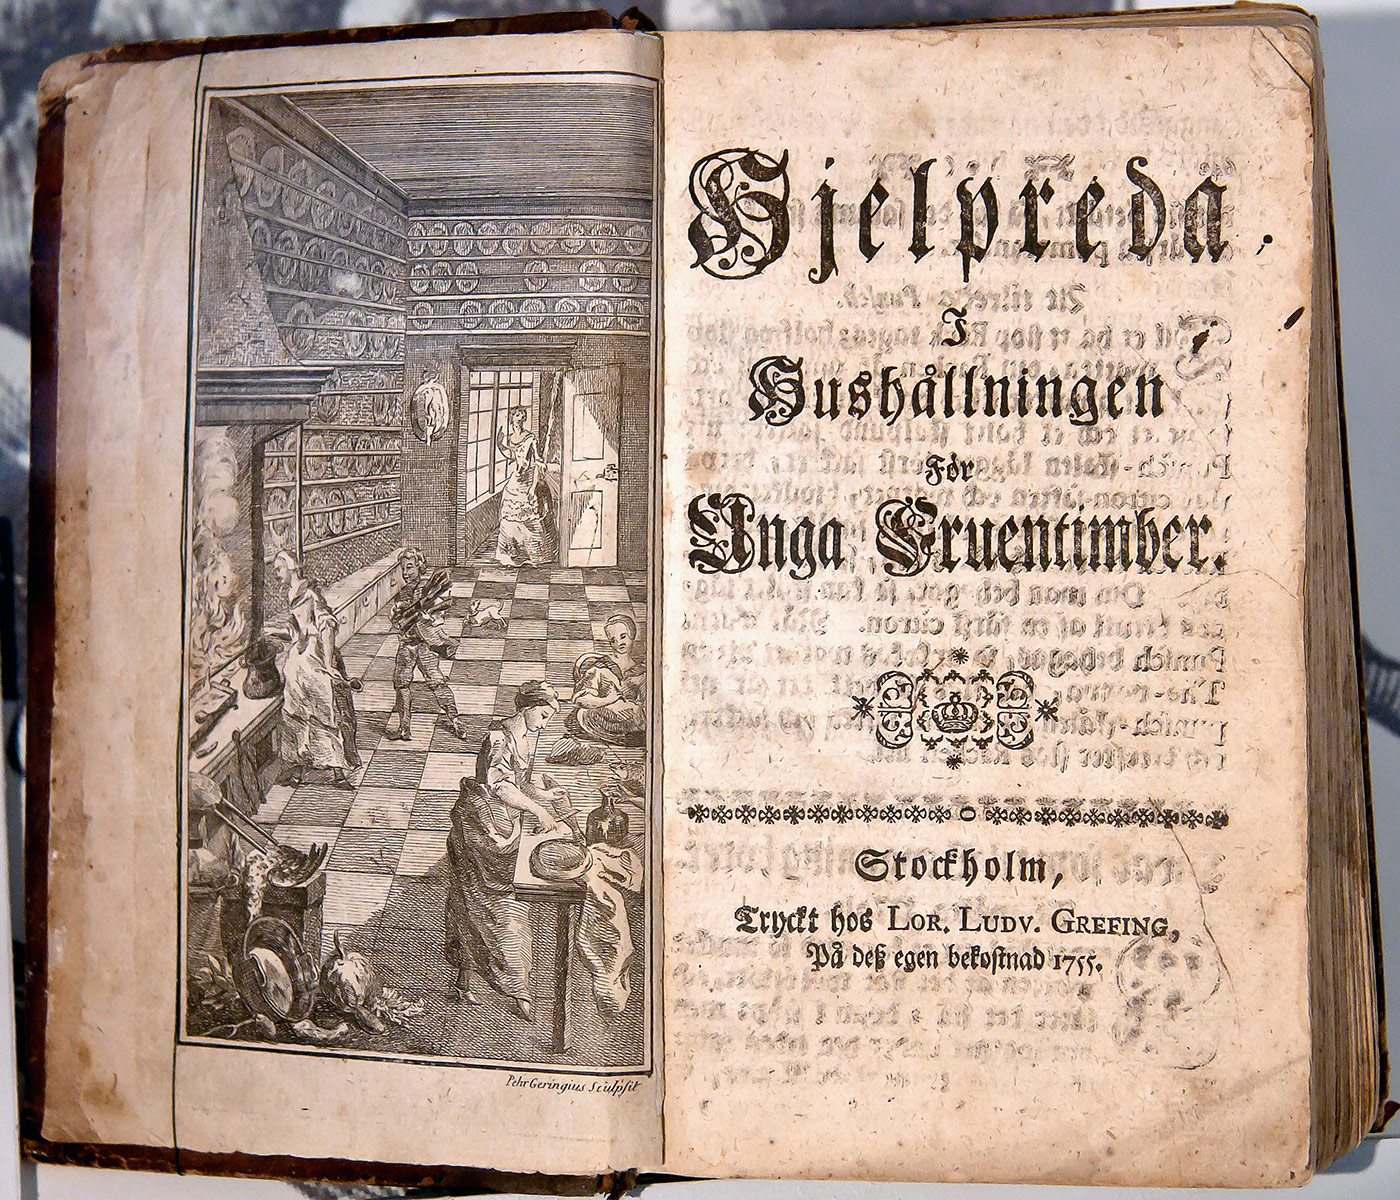 Pehr Geringius Sculpsit
Hjelpreda
I
Hushållningen
För
Unga Fruentimber.
Stockholm,
Tryckt hos LOR. LUDV. GREFING,
På deß egen bekostnad 1755.